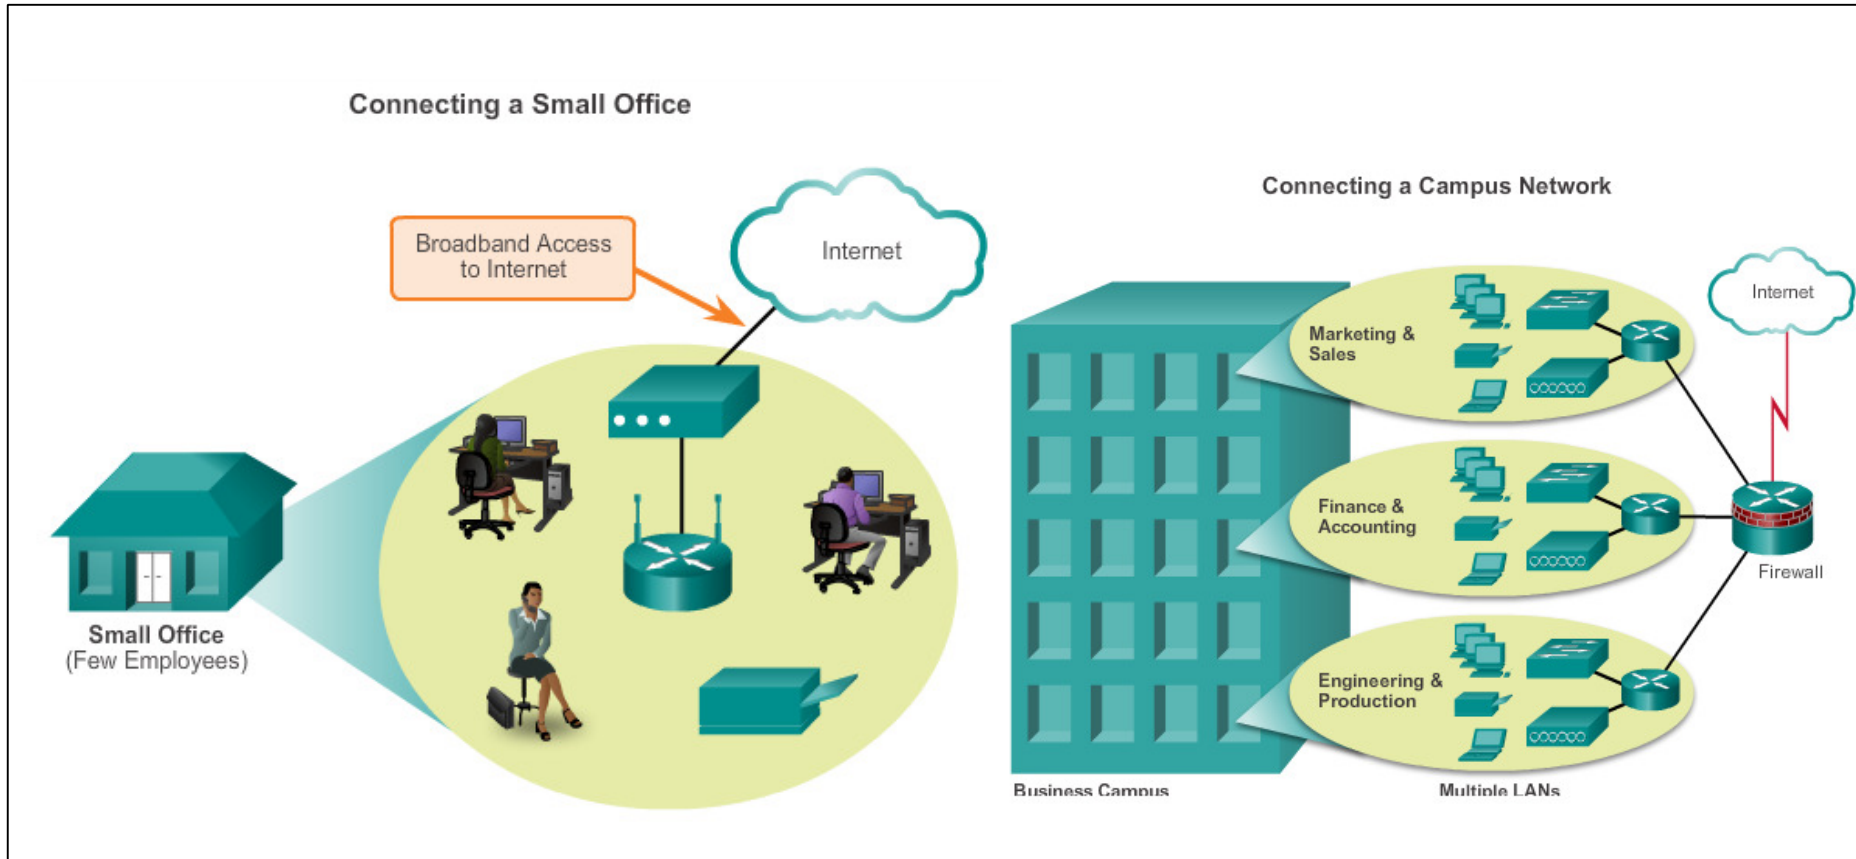 Connecting a Small Office
Broadband Access
to Internet
Internet
Small Office
(Few Employees)
Connecting a Campus Network
Internet
Marketing &
Sales
Finance &
Accounting
Engineering &
Production
Firewall
Business Campus
Multiple LANs